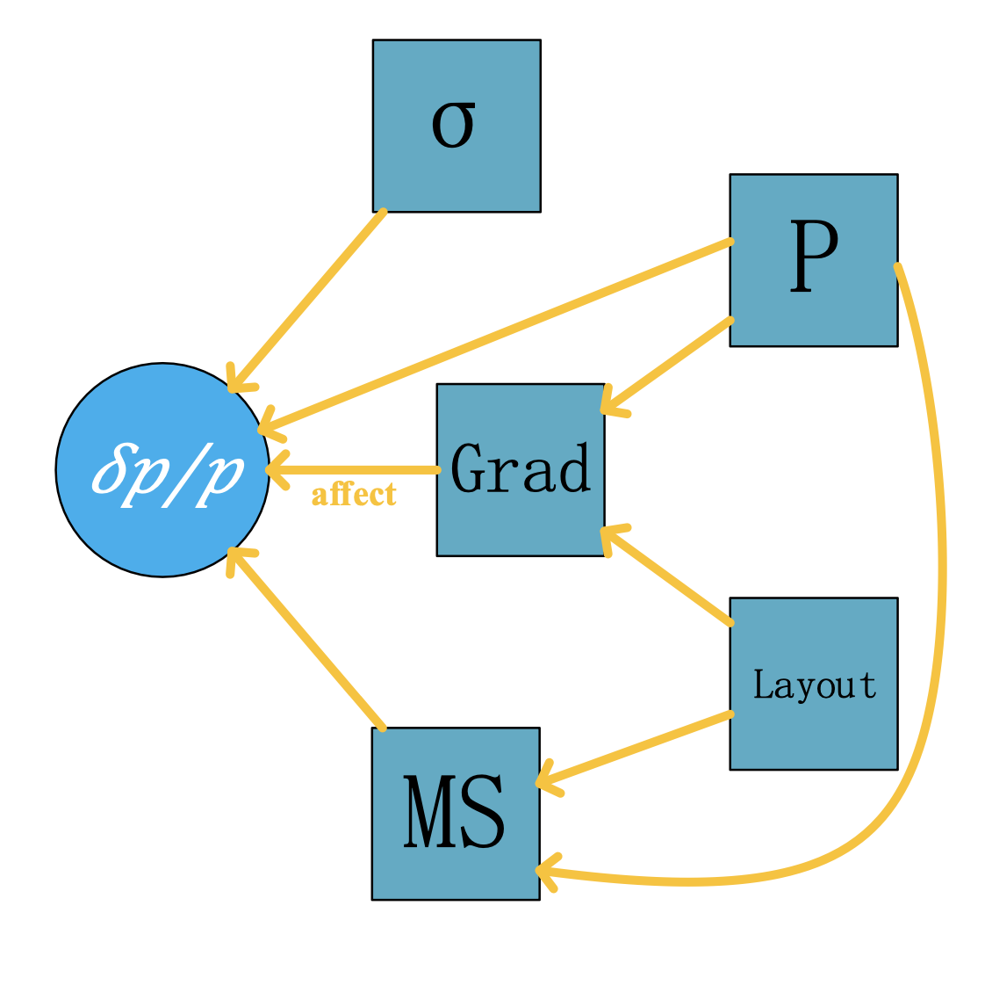 σ
P
δp/p
Grad
affect
Layout
MS